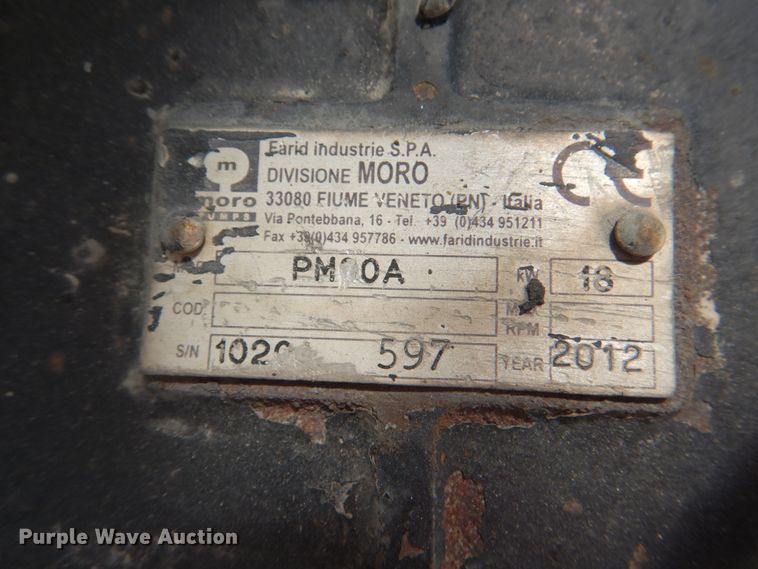 m
moro
PUMPS
Farid industrie S.P.A.
DIVISIONE MORO
33080 FIUME VENETO (PN) - Italia
Via Pontebbana, 16 - Tel. +39 (0)434 951211
Fax +39(0)434 957786 - www.faridindustrie.it
KW 18
COD.
RPM
S/N 597 YEAR 2012
Purple Wave Auction